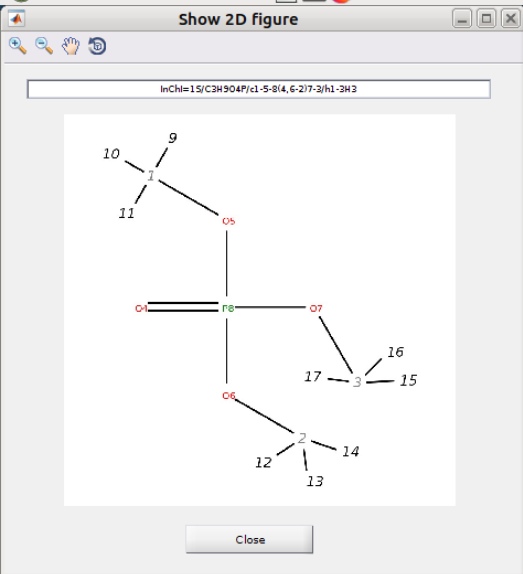 Show 2D figure
InChI=1S/C3H9O4P/c1-5-8(4,6-2)7-3/h1-3H3
9
10
1
11
O5
O4
P8
O7
16
17
3
15
O6
2
14
12
13
Close